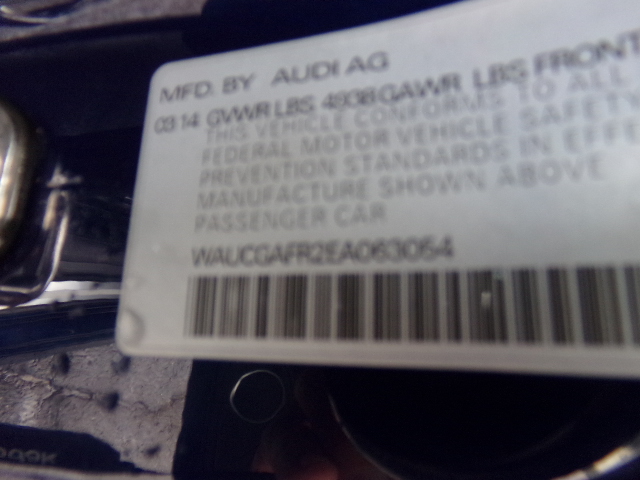 MFD. BY AUDI AG
03 14 GVWR LBS 4938 GAWR LBS FRONT
THIS VEHICLE CONFORMS TO ALL
FEDERAL MOTOR VEHICLE SAFETY
PREVENTION STANDARDS IN EFFE
MANUFACTURE SHOWN ABOVE
PASSENGER CAR
WAUCGAFR2EA063054